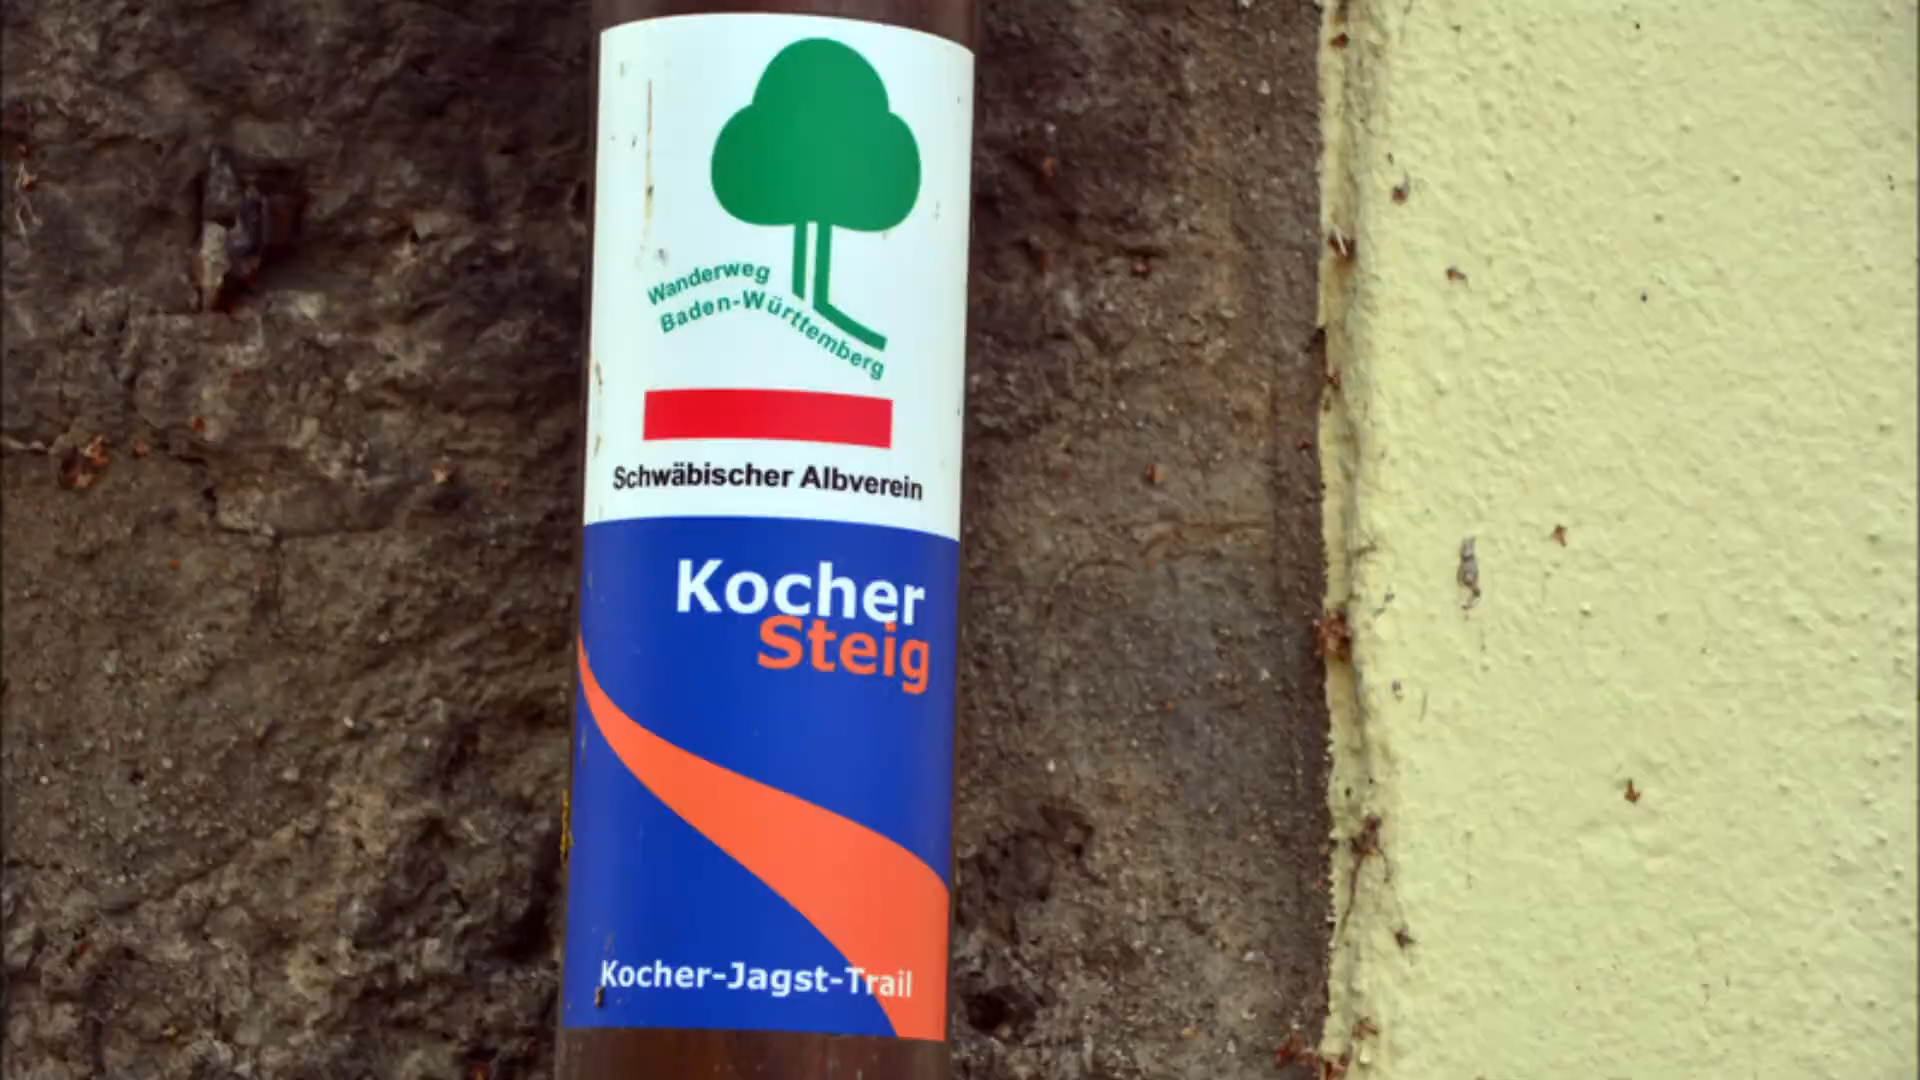 Wanderweg
Baden-Württemberg
Schwäbischer Albverein
Kocher
Steig
Kocher-Jagst-Trail